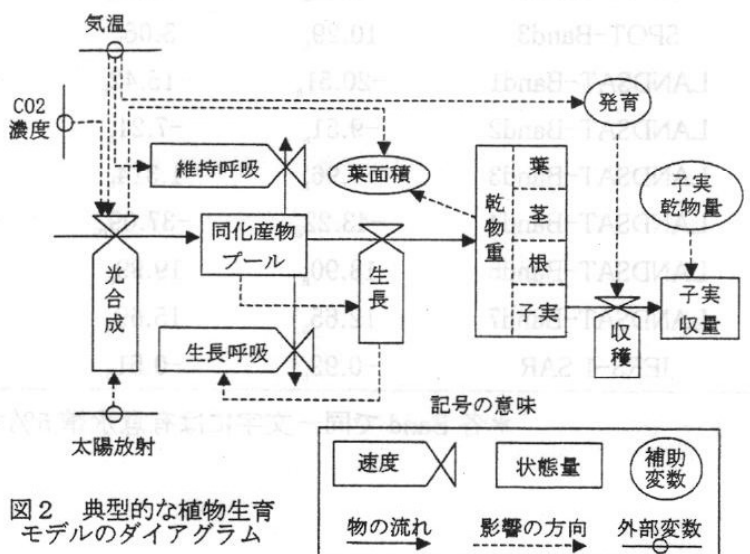 気温
CO2
濃度
維持呼吸
葉面積
発育
子実
乾物量
同化産物
プール
光合成
生長
乾物重
葉
茎
根
子実
収穫
子実
収量
生長呼吸
太陽放射
記号の意味
速度
状態量
補助
変数
物の流れ
影響の方向
外部変数
図2 典型的な植物生育
モデルのダイアグラム